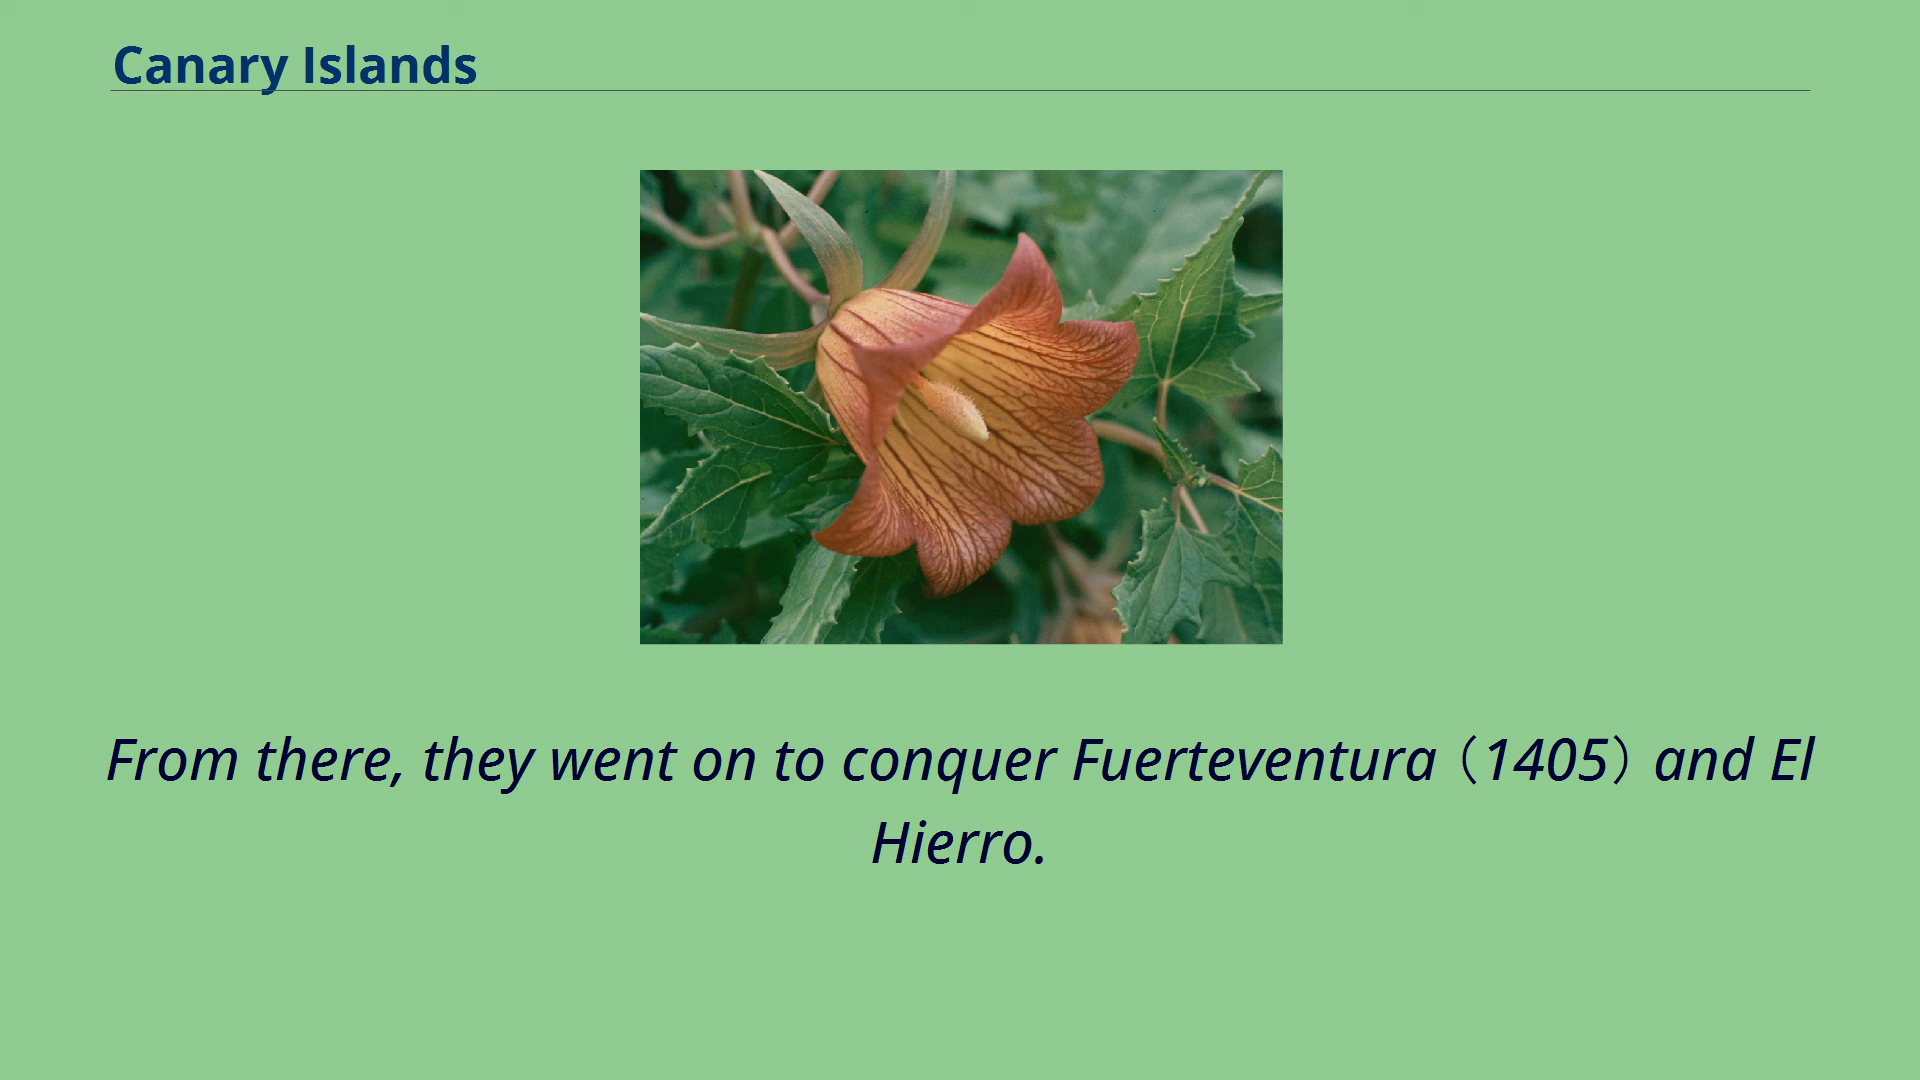 Canary Islands
From there, they went on to conquer Fuerteventura（1405）and El
Hierro.